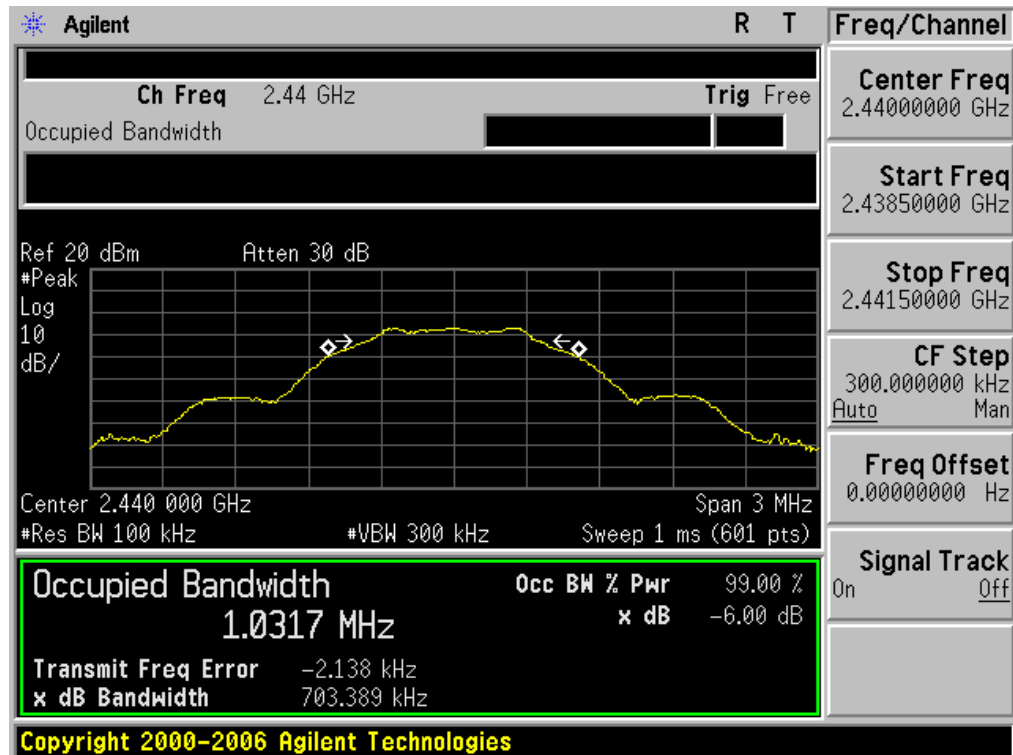 Agilent R T
Freq/Channel
Ch Freq 2.44 GHz Trig Free
Occupied Bandwidth
Center Freq
2.44000000 GHz
Start Freq
2.43850000 GHz
Stop Freq
2.44150000 GHz
CF Step
300.000000 kHz
Auto Man
Freq Offset
0.00000000 Hz
Signal Track
On Off
Ref 20 dBm Atten 30 dB
#Peak
Log
10
dB/
Center 2.440 000 GHz Span 3 MHz
#Res BW 100 kHz #VBW 300 kHz Sweep 1 ms (601 pts)
Occupied Bandwidth Occ BW % Pwr 99.00 %
1.0317 MHz x dB -6.00 dB
Transmit Freq Error -2.138 kHz
x dB Bandwidth 703.389 kHz
Copyright 2000-2006 Agilent Technologies